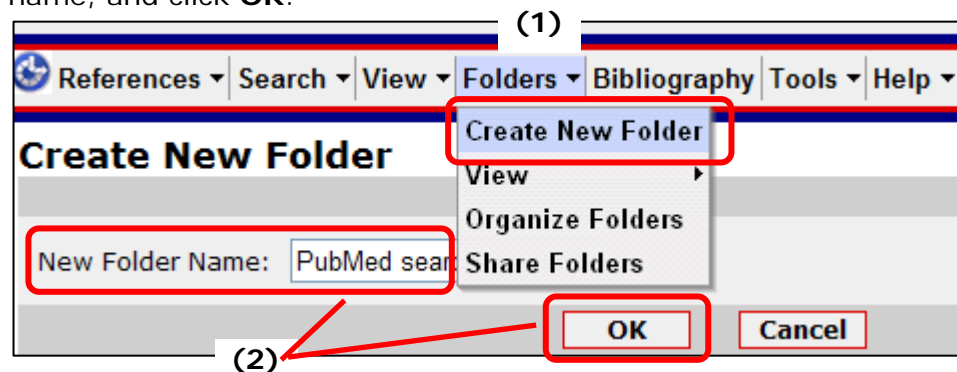 name, and click OK.
(1)
References Search View Folders Bibliography Tools Help
Create New Folder
Create New Folder
View
Organize Folders
Share Folders
New Folder Name: PubMed sear
OK Cancel
(2)